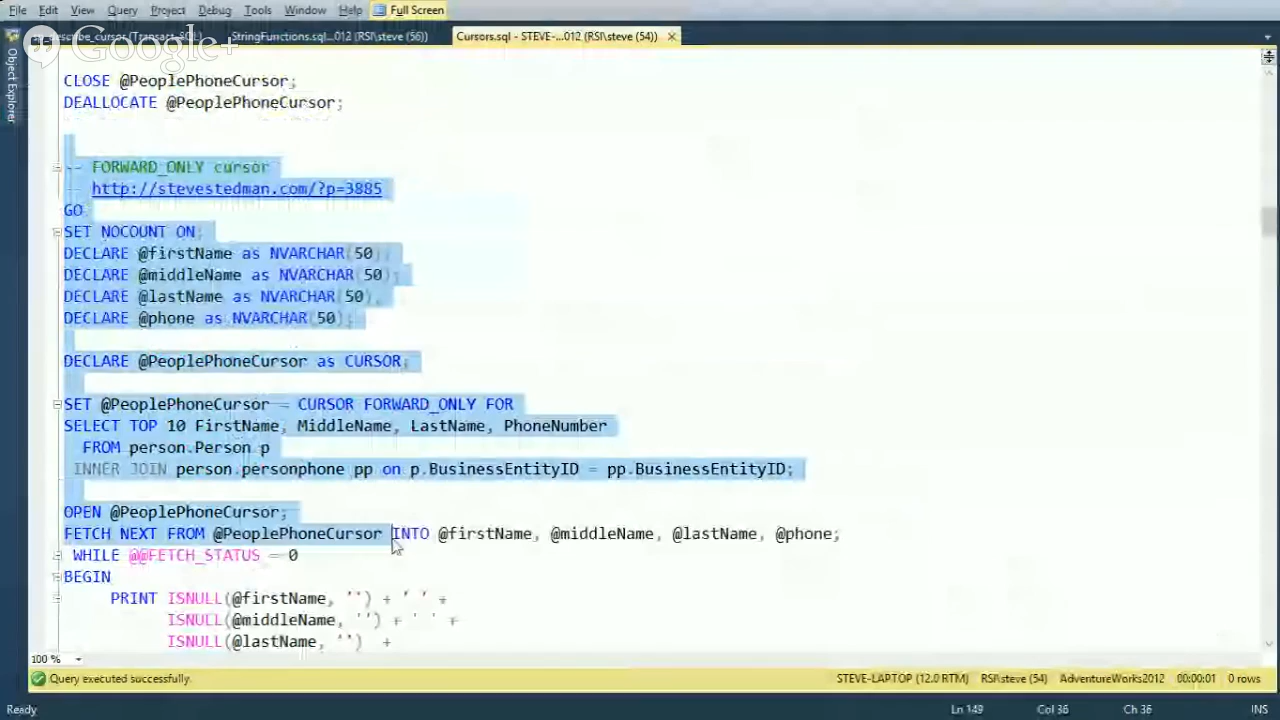 File Edit View Query Project Debug Tools Window Help Full Screen
Google+
describe_cursor (Transact-SQL) StringFunctions.sql...012 (RSI\steve (56)) Cursors.sql - STEVE-...012 (RSI\steve (54)) ×
Object Explorer
CLOSE @PeoplePhoneCursor;
DEALLOCATE @PeoplePhoneCursor;
-- FORWARD_ONLY cursor
http://stevestedman.com/?p=3885
GO
SET NOCOUNT ON;
DECLARE @firstName as NVARCHAR(50);
DECLARE @middleName as NVARCHAR(50);
DECLARE @lastName as NVARCHAR(50);
DECLARE @phone as NVARCHAR(50);
DECLARE @PeoplePhoneCursor as CURSOR;
SET @PeoplePhoneCursor = CURSOR FORWARD_ONLY FOR
SELECT TOP 10 FirstName, MiddleName, LastName, PhoneNumber
FROM person.Person p
INNER JOIN person.personphone pp on p.BusinessEntityID = pp.BusinessEntityID;
OPEN @PeoplePhoneCursor;
FETCH NEXT FROM @PeoplePhoneCursor INTO @firstName, @middleName, @lastName, @phone;
WHILE @@FETCH_STATUS = 0
BEGIN
PRINT ISNULL(@firstName, '') + ' ' +
ISNULL(@middleName, '') + ' ' +
ISNULL(@lastName, '') +
100 %
Query executed successfully. STEVE-LAPTOP (12.0 RTM) RSI\steve (54) AdventureWorks2012 00:00:01 0 rows
Ready Ln 149 Col 36 Ch 36 INS